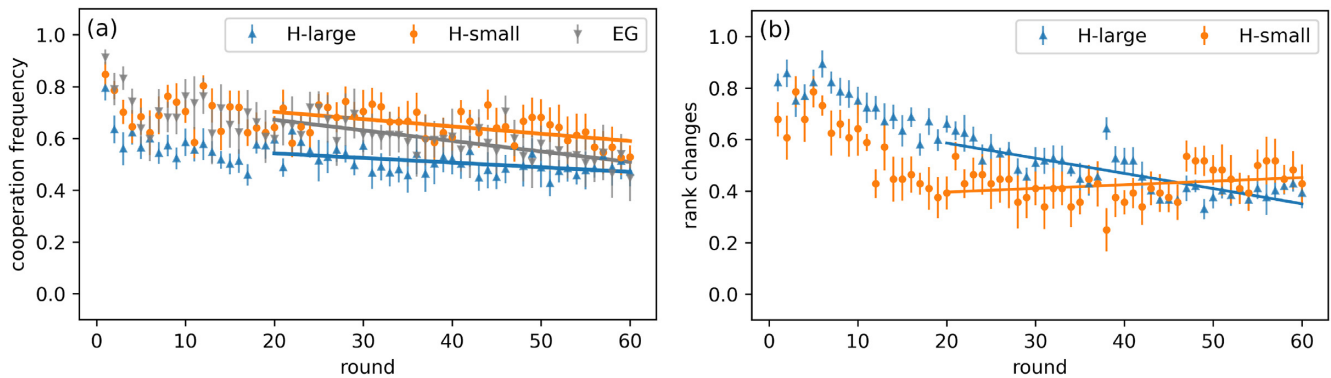 (a)
H-large
H-small
EG
cooperation frequency
1.0
0.8
0.6
0.4
0.2
0.0
0 10 20 30 40 50 60
round
(b)
H-large
H-small
rank changes
1.0
0.8
0.6
0.4
0.2
0.0
0 10 20 30 40 50 60
round